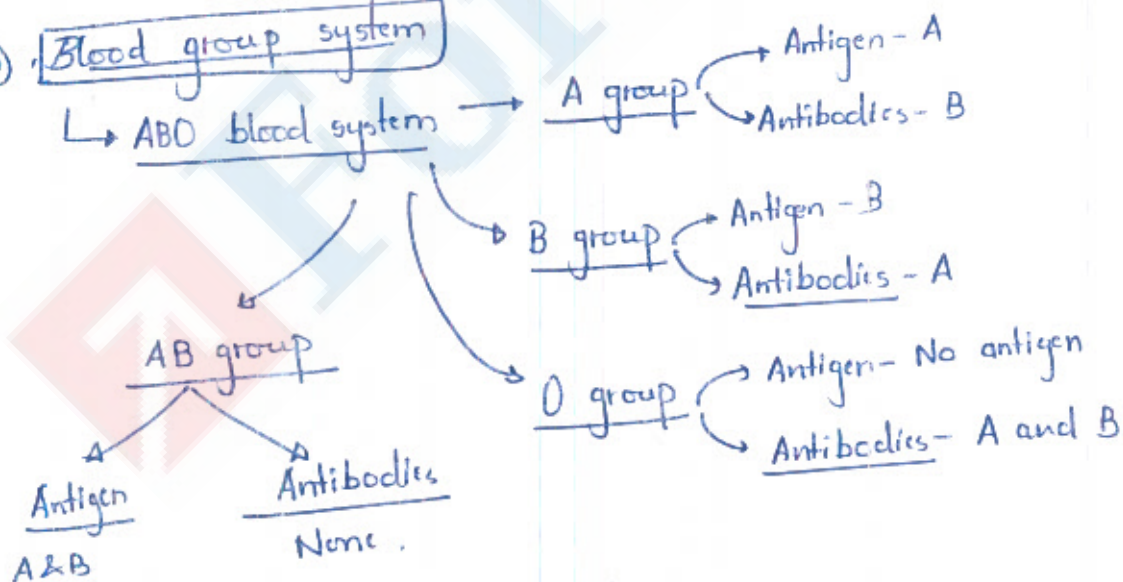 Blood group system
↳ ABO blood system
A group
Antigen - A
Antibodies - B
B group
Antigen - B
Antibodies - A
O group
Antigen - No antigen
Antibodies - A and B
AB group
Antigen
A & B
Antibodies
None .